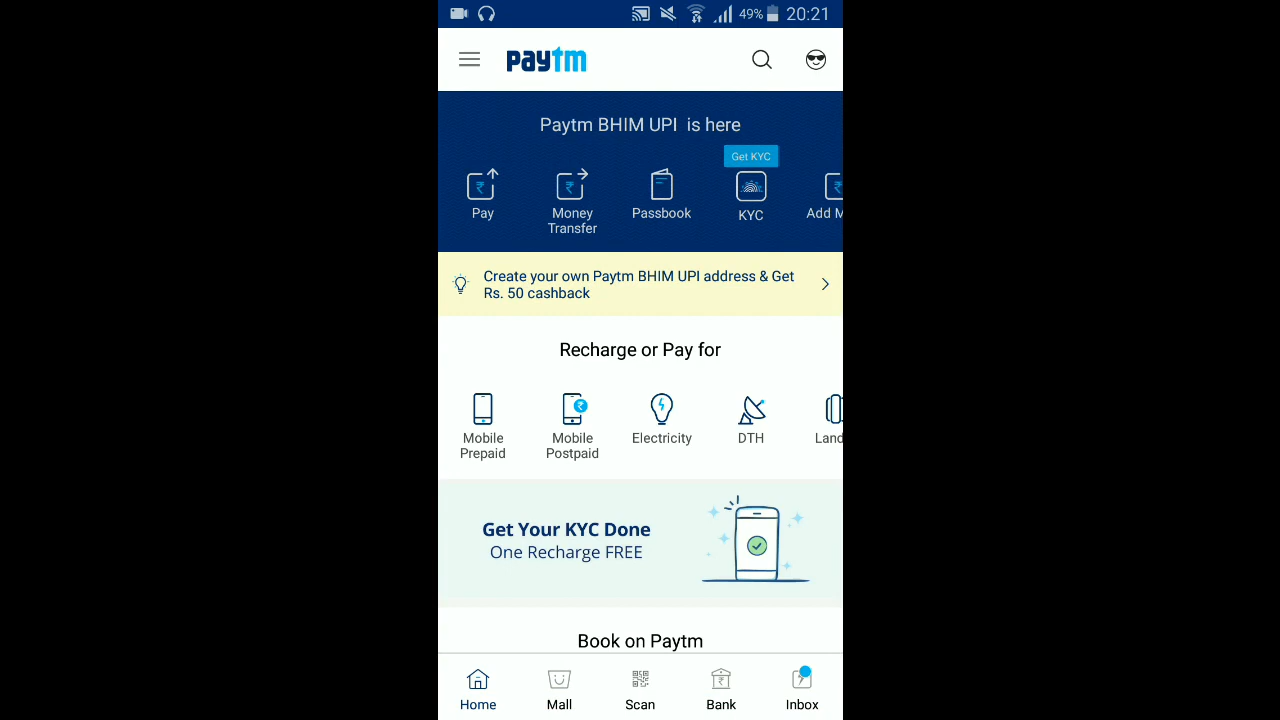 49% 20:21
paytm
Paytm BHIM UPI is here
Get KYC
Pay
Money
Transfer
Passbook
KYC
Add M
Create your own Paytm BHIM UPI address & Get
Rs. 50 cashback
Recharge or Pay for
Mobile
Prepaid
Mobile
Postpaid
Electricity
DTH
Land
Get Your KYC Done
One Recharge FREE
Book on Paytm
Home
Mall
Scan
Bank
Inbox